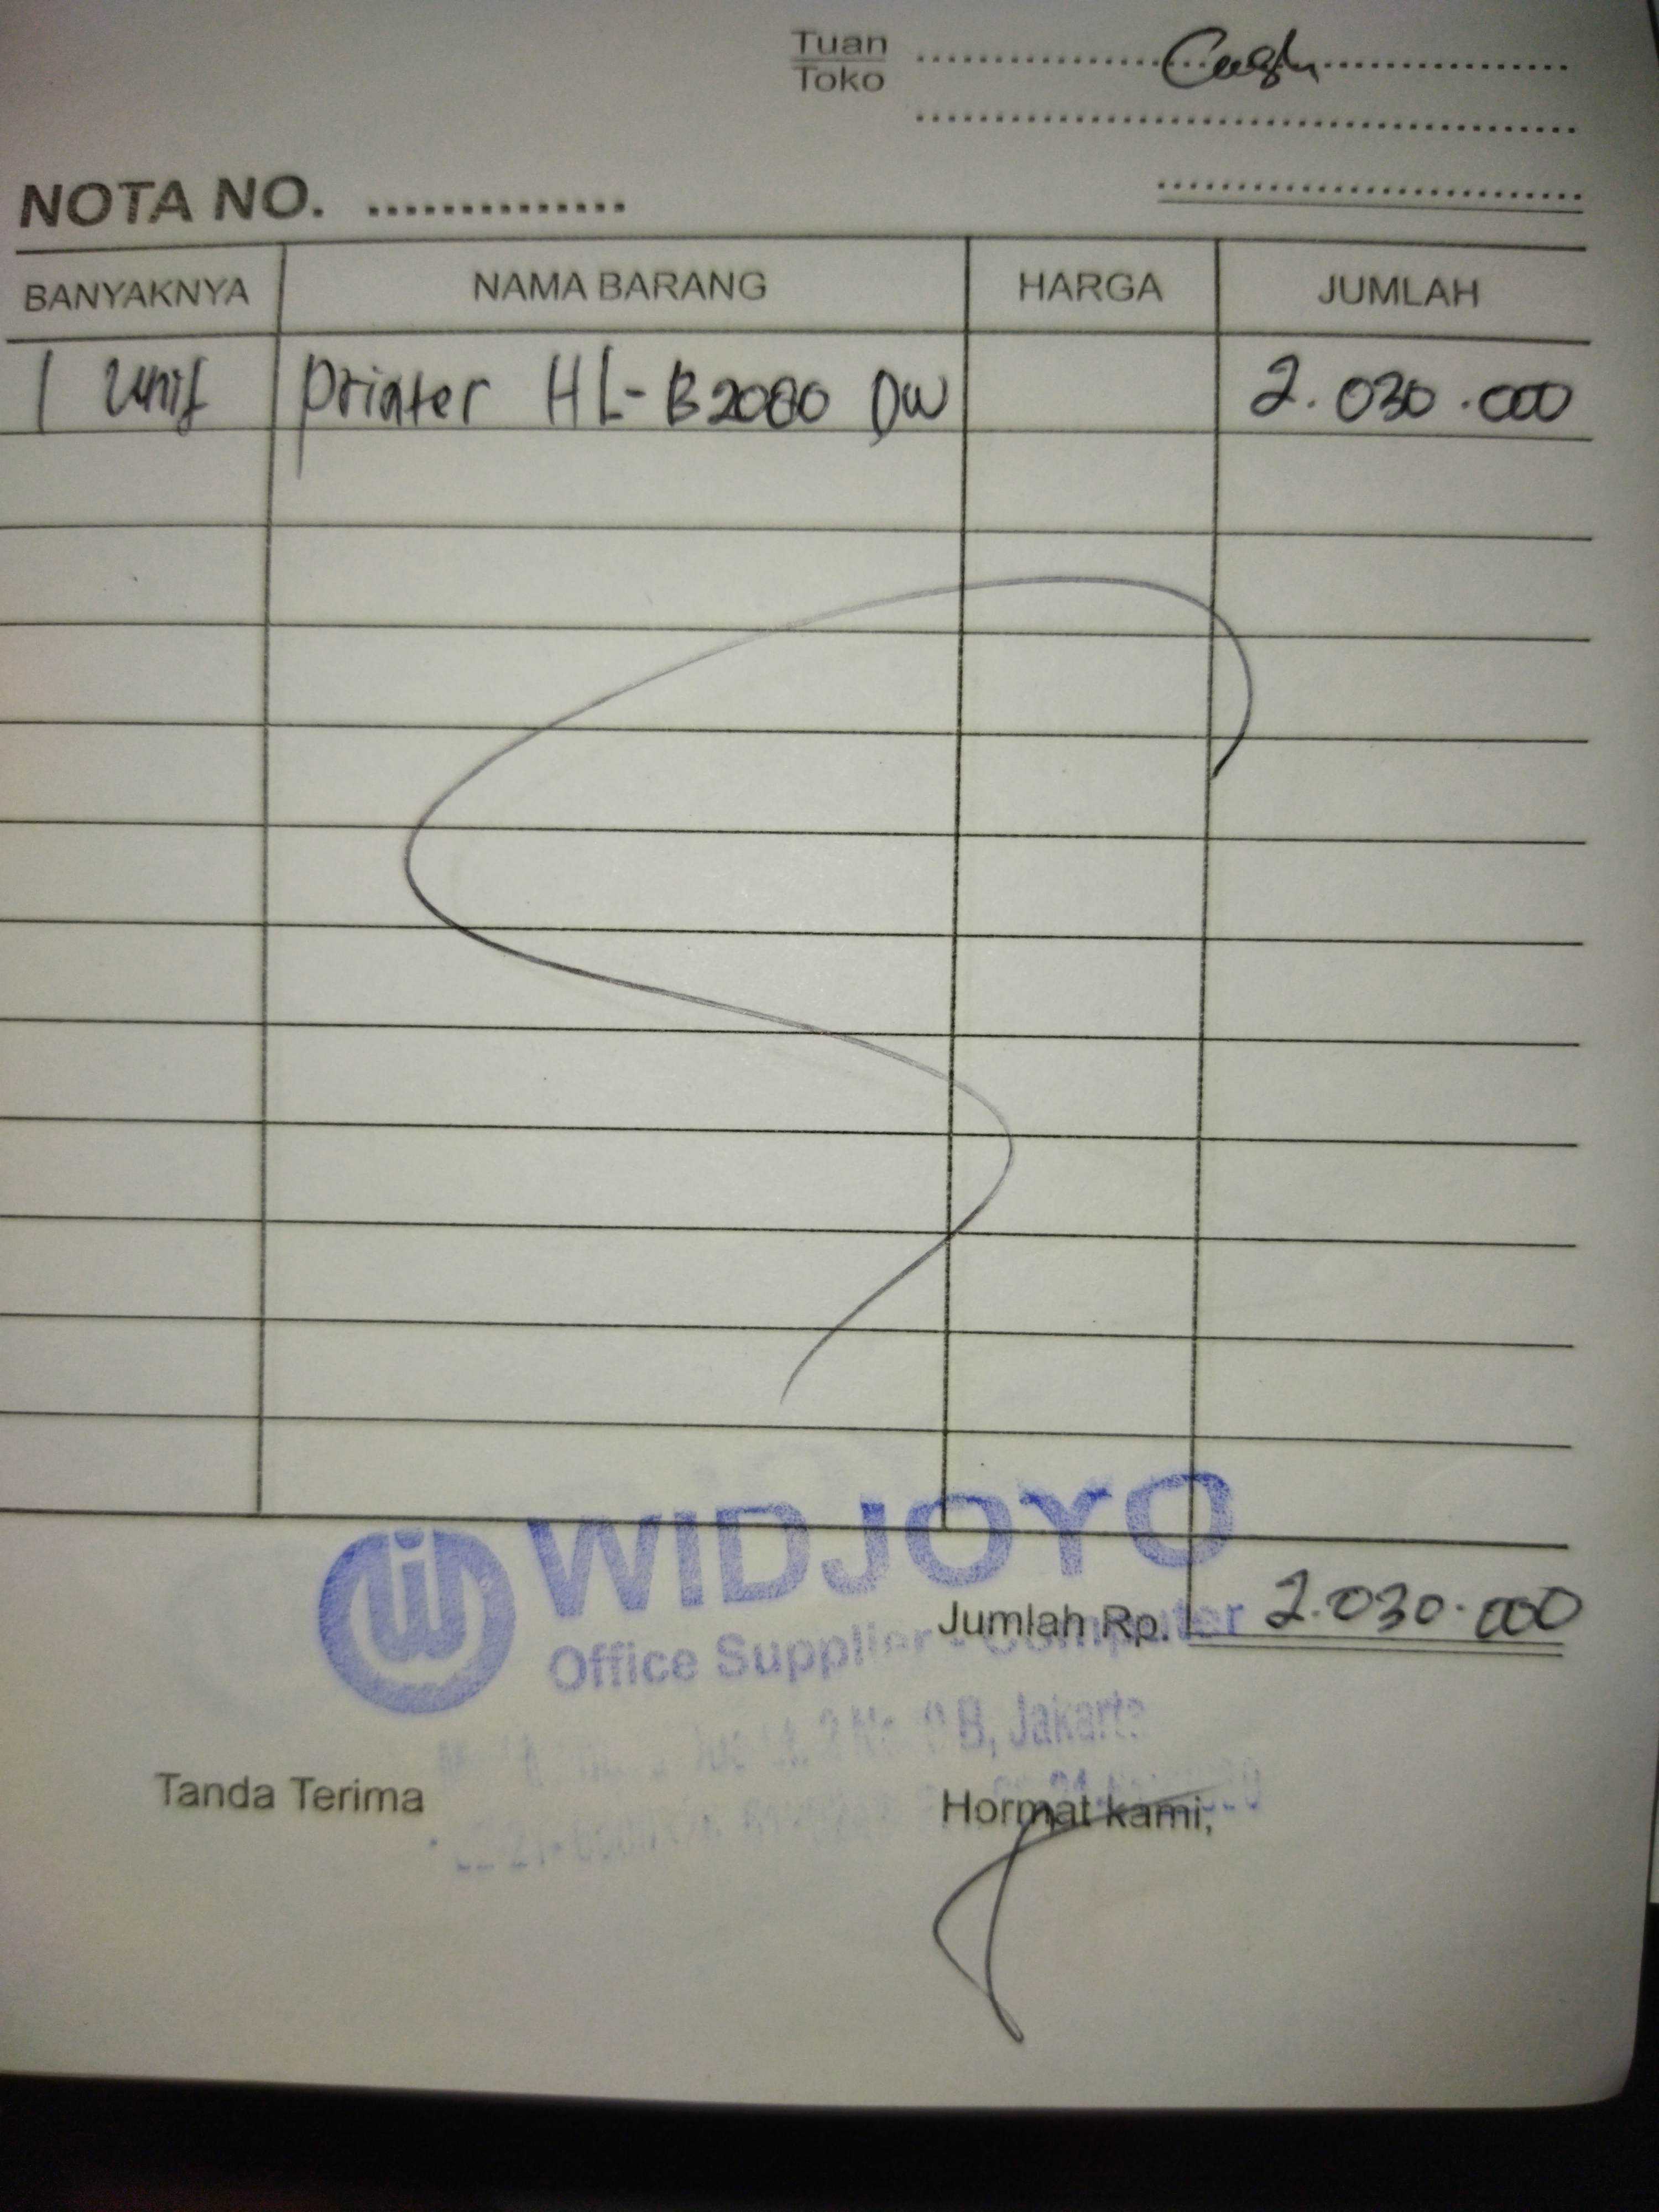 Tuan
Toko
Cash
NOTA NO.
BANYAKNYA NAMA BARANG HARGA JUMLAH
1 Unit Printer HL-B2080 DW 2.030.000
WIDJOYO
Jumlah Rp. 2.030.000
Office Supplier - Computer
B, Jakarta
Tanda Terima Hormat kami,